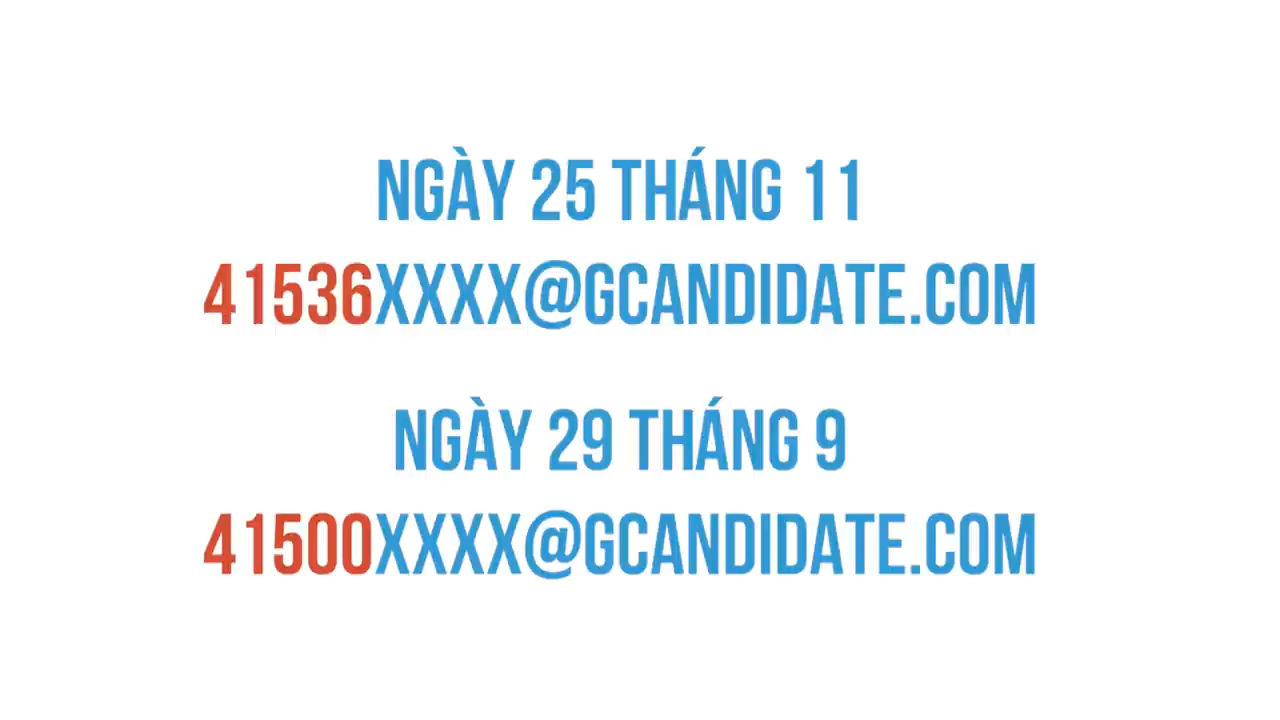 NGÀY 25 THÁNG 11
41536XXXX@GCANDIDATE.COM
NGÀY 29 THÁNG 9
41500XXXX@GCANDIDATE.COM